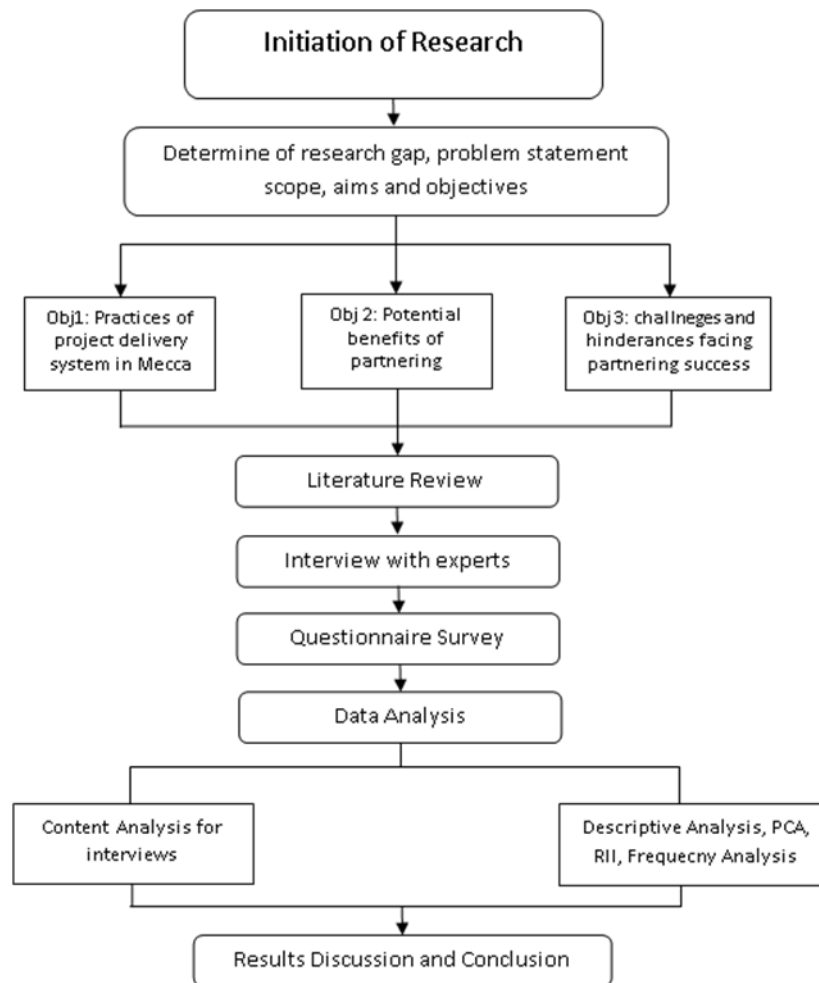 Initiation of Research
Determine of research gap, problem statement
scope, aims and objectives
Obj1: Practices of
project delivery
system in Mecca
Obj 2: Potential
benefits of
partnering
Obj 3: challneges and
hinderances facing
partnering success
Literature Review
Interview with experts
Questionnaire Survey
Data Analysis
Content Analysis for
interviews
Descriptive Analysis, PCA,
RII, Frequecny Analysis
Results Discussion and Conclusion